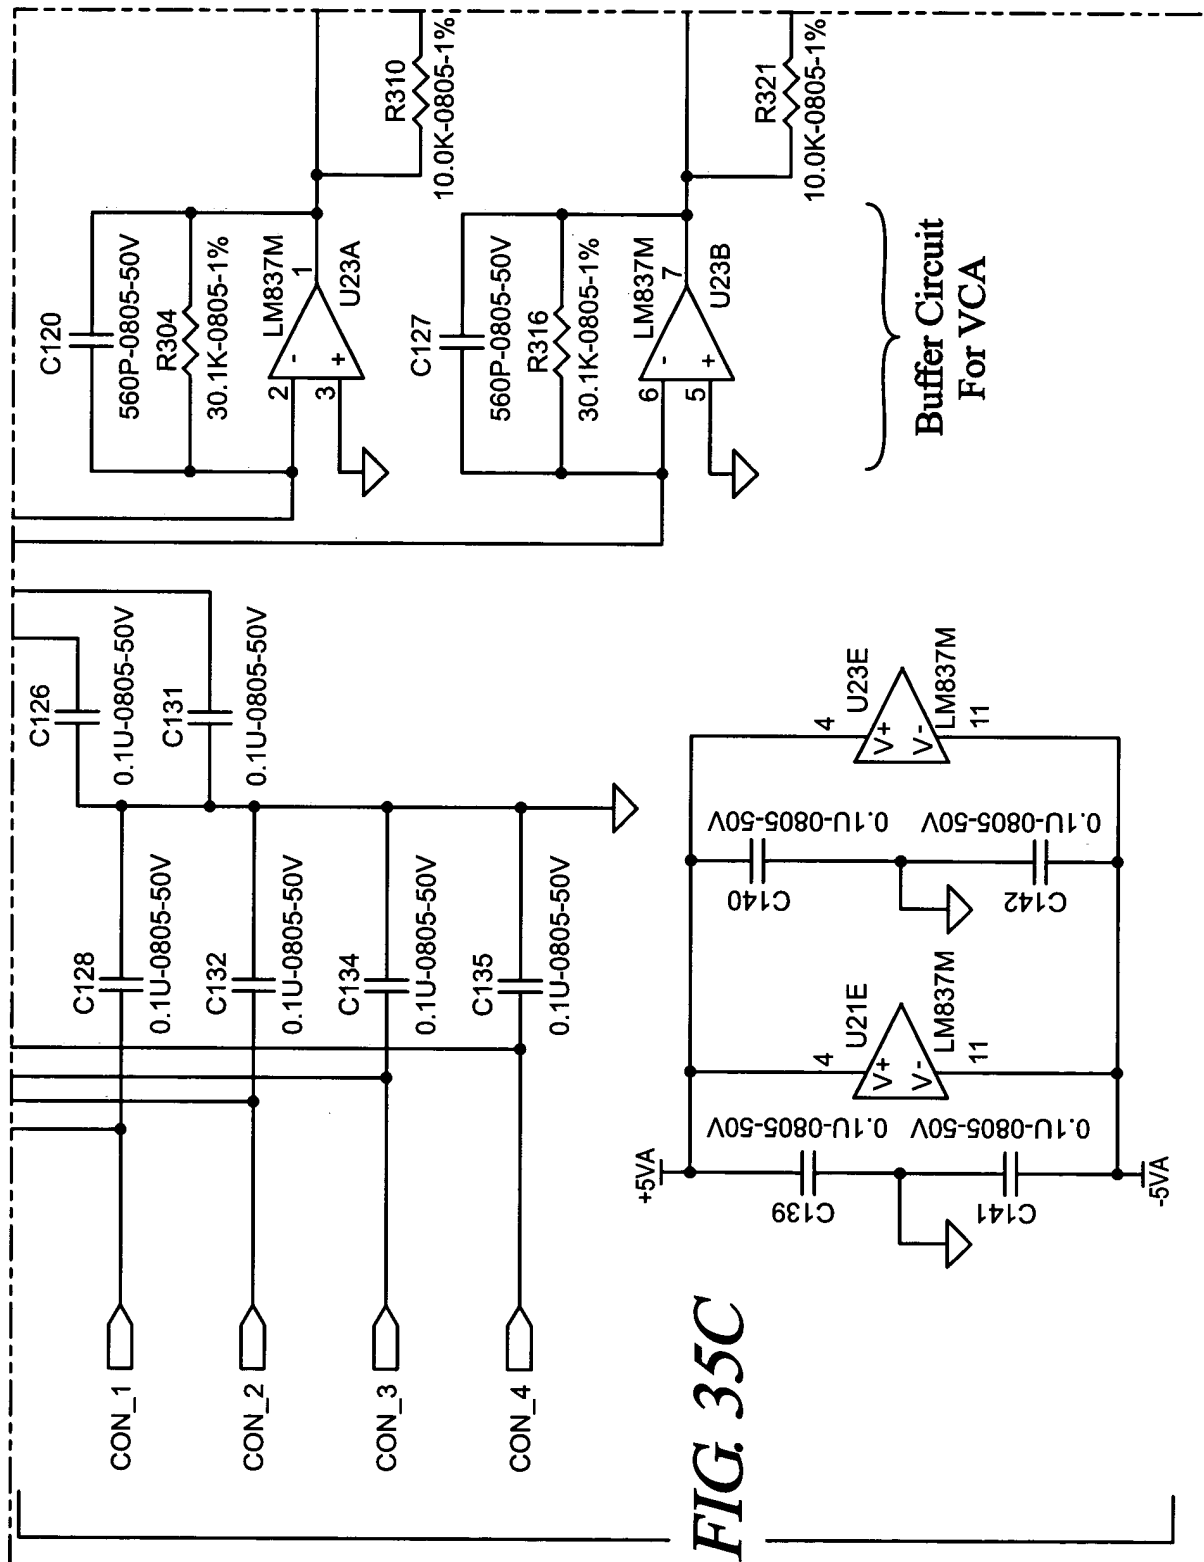 C120
560P-0805-50V
R304
30.1K-0805-1%
LM837M
2
-
3
+
1
U23A
R310
10.0K-0805-1%
C127
560P-0805-50V
R316
30.1K-0805-1%
LM837M
6
-
5
+
7
U23B
R321
10.0K-0805-1%
Buffer Circuit
For VCA
C126
0.1U-0805-50V
C131
0.1U-0805-50V
C128
0.1U-0805-50V
C132
0.1U-0805-50V
C134
0.1U-0805-50V
C135
0.1U-0805-50V
CON_1
CON_2
CON_3
CON_4
+5VA
C139
0.1U-0805-50V
C141
0.1U-0805-50V
-5VA
4
U21E
V+
V-
LM837M
11
C140
0.1U-0805-50V
C142
0.1U-0805-50V
4
U23E
V+
V-
LM837M
11
FIG. 35C